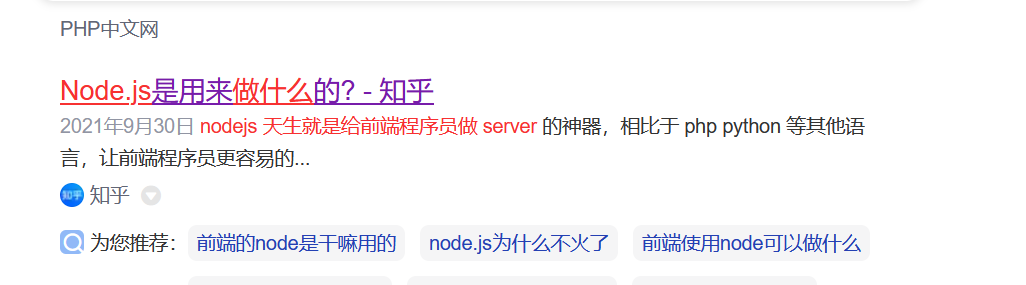 PHP中文网
Node.js是用来做什么的? - 知乎
2021年9月30日 nodejs 天生就是给前端程序员做 server 的神器，相比于 php python 等其他语
言，让前端程序员更容易的...
知乎 知乎
为您推荐： 前端的node是干嘛用的 node.js为什么不火了 前端使用node可以做什么